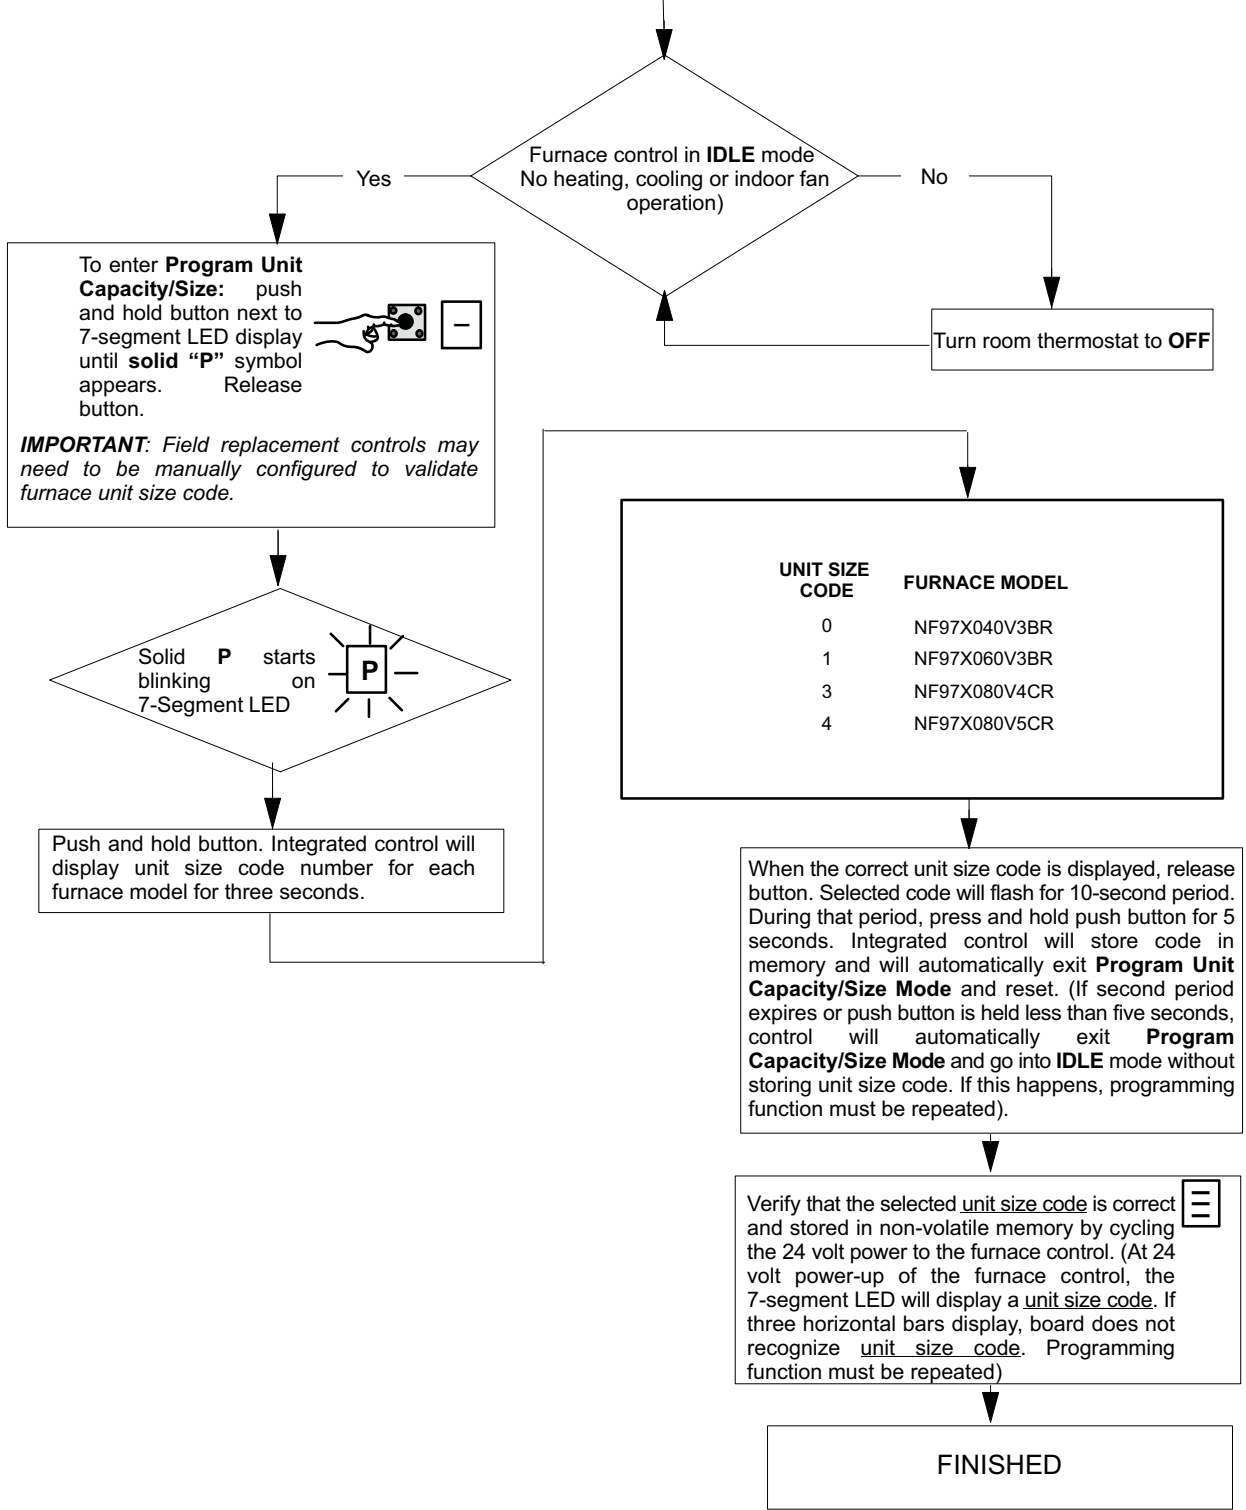 Furnace control in IDLE mode
No heating, cooling or indoor fan
operation)
Yes
No
Turn room thermostat to OFF
To enter Program Unit
Capacity/Size: push
and hold button next to
7-segment LED display
until solid “P” symbol
appears. Release
button.
IMPORTANT: Field replacement controls may
need to be manually configured to validate
furnace unit size code.
Solid P starts
blinking on
7-Segment LED
P
Push and hold button. Integrated control will
display unit size code number for each
furnace model for three seconds.
UNIT SIZE
CODE
FURNACE MODEL
0 NF97X040V3BR
1 NF97X060V3BR
3 NF97X080V4CR
4 NF97X080V5CR
When the correct unit size code is displayed, release
button. Selected code will flash for 10-second period.
During that period, press and hold push button for 5
seconds. Integrated control will store code in
memory and will automatically exit Program Unit
Capacity/Size Mode and reset. (If second period
expires or push button is held less than five seconds,
control will automatically exit Program
Capacity/Size Mode and go into IDLE mode without
storing unit size code. If this happens, programming
function must be repeated).
Verify that the selected unit size code is correct
and stored in non-volatile memory by cycling
the 24 volt power to the furnace control. (At 24
volt power-up of the furnace control, the
7-segment LED will display a unit size code. If
three horizontal bars display, board does not
recognize unit size code. Programming
function must be repeated)
FINISHED